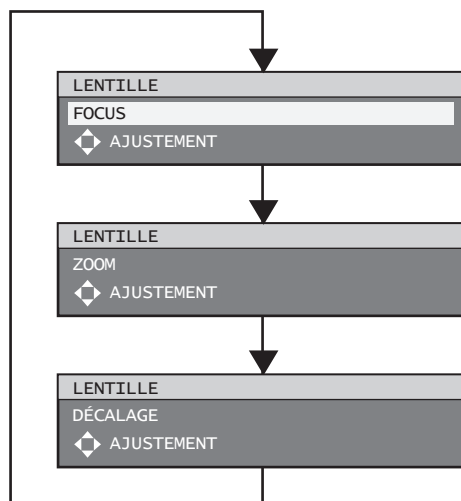 LENTILLE
FOCUS
AJUSTEMENT
LENTILLE
ZOOM
AJUSTEMENT
LENTILLE
DÉCALAGE
AJUSTEMENT